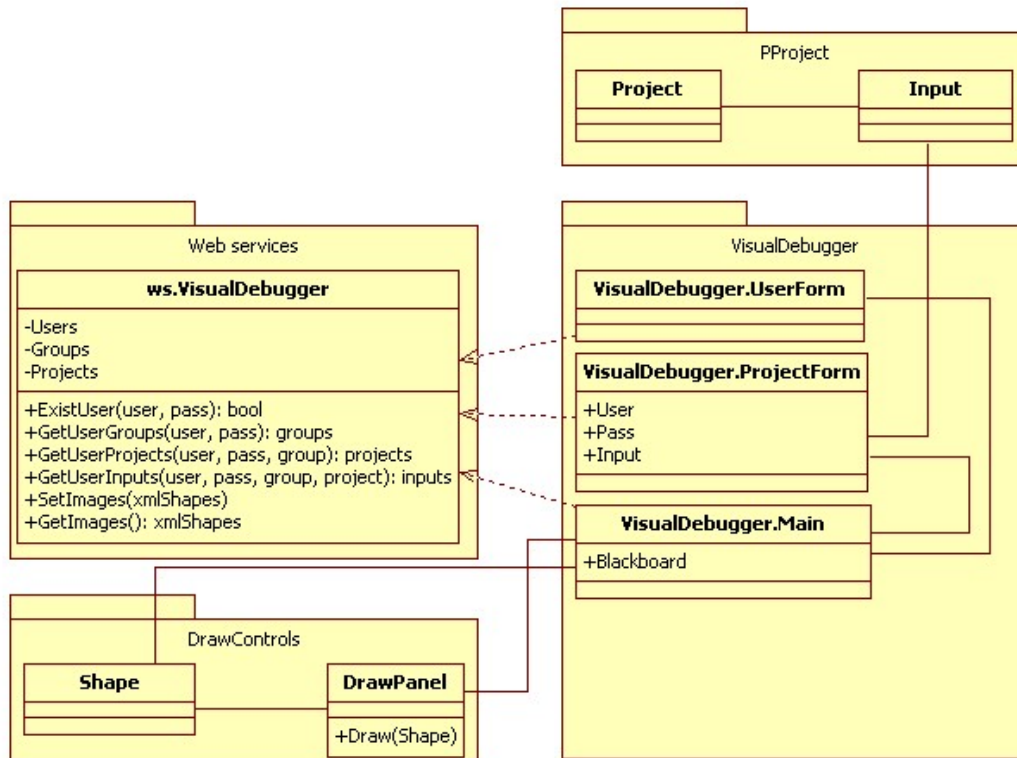 PProject
Project
Input
Web services
ws.VisualDebugger
-Users
-Groups
-Projects
+ExistUser(user, pass): bool
+GetUserGroups(user, pass): groups
+GetUserProjects(user, pass, group): projects
+GetUserInputs(user, pass, group, project): inputs
+SetImages(xmlShapes)
+GetImages(): xmlShapes
VisualDebugger
VisualDebugger.UserForm
VisualDebugger.ProjectForm
+User
+Pass
+Input
VisualDebugger.Main
+Blackboard
DrawControls
Shape
DrawPanel
+Draw(Shape)